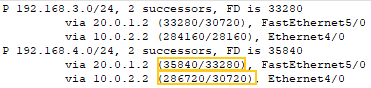 P 192.168.3.0/24, 2 successors, FD is 33280
via 20.0.1.2 (33280/30720), FastEthernet5/0
via 10.0.2.2 (284160/28160), Ethernet4/0
P 192.168.4.0/24, 2 successors, FD is 35840
via 20.0.1.2 (35840/33280), FastEthernet5/0
via 10.0.2.2 (286720/30720), Ethernet4/0